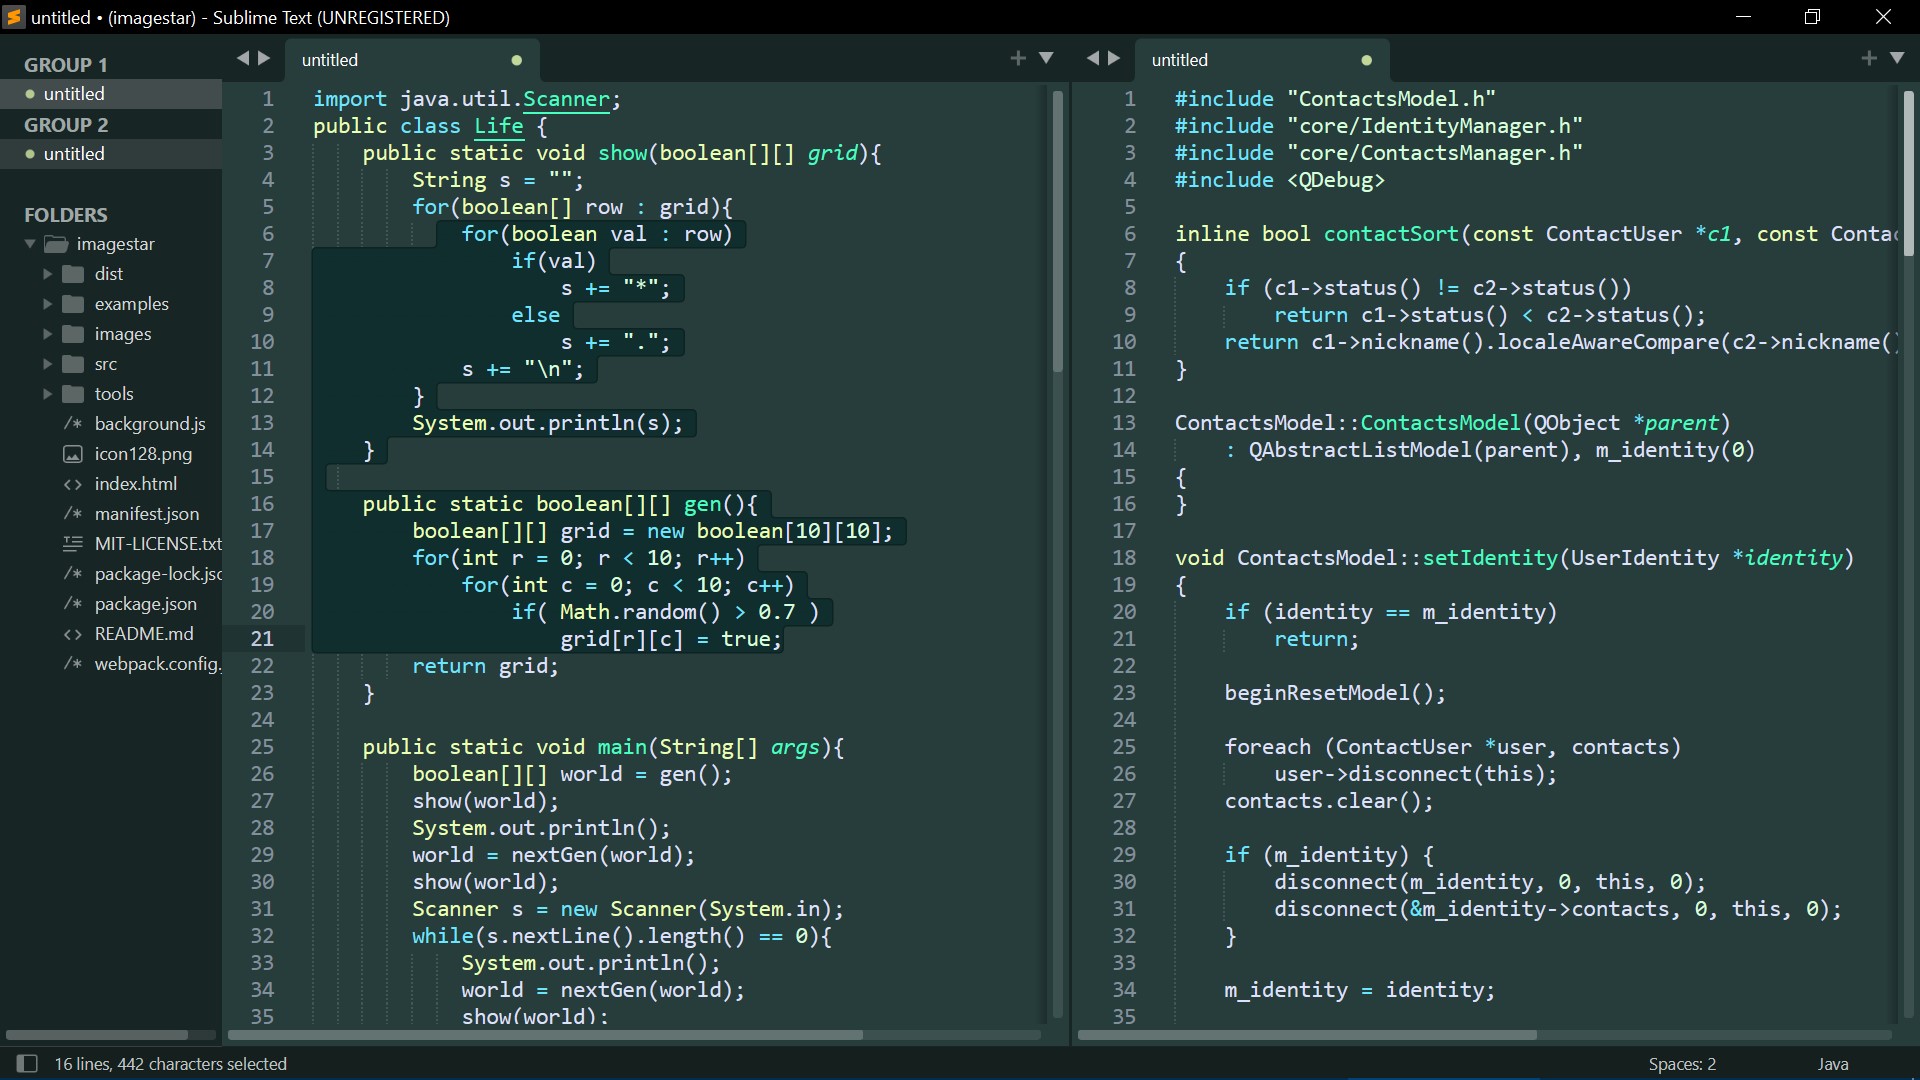 untitled • (imagestar) - Sublime Text (UNREGISTERED)
GROUP 1
untitled
GROUP 2
untitled
FOLDERS
imagestar
dist
examples
images
src
tools
/* background.js
icon128.png
<> index.html
/* manifest.json
MIT-LICENSE.txt
/* package-lock.jsc
/* package.json
<> README.md
/* webpack.config.
untitled
1 import java.util.Scanner;
2 public class Life {
3     public static void show(boolean[][] grid){
4         String s = "";
5         for(boolean[] row : grid){
6             for(boolean val : row)
7                 if(val)
8                     s += "*";
9                 else
10                     s += ".";
11             s += "\n";
12         }
13         System.out.println(s);
14     }
15
16     public static boolean[][] gen(){
17         boolean[][] grid = new boolean[10][10];
18         for(int r = 0; r < 10; r++)
19             for(int c = 0; c < 10; c++)
20                 if( Math.random() > 0.7 )
21                     grid[r][c] = true;
22         return grid;
23     }
24
25     public static void main(String[] args){
26         boolean[][] world = gen();
27         show(world);
28         System.out.println();
29         world = nextGen(world);
30         show(world);
31         Scanner s = new Scanner(System.in);
32         while(s.nextLine().length() == 0){
33             System.out.println();
34             world = nextGen(world);
35             show(world);
untitled
1 #include "ContactsModel.h"
2 #include "core/IdentityManager.h"
3 #include "core/ContactsManager.h"
4 #include <QDebug>
5
6 inline bool contactSort(const ContactUser *c1, const Contac
7 {
8     if (c1->status() != c2->status())
9         return c1->status() < c2->status();
10     return c1->nickname().localeAwareCompare(c2->nickname()
11 }
12
13 ContactsModel::ContactsModel(QObject *parent)
14     : QAbstractListModel(parent), m_identity(0)
15 {
16 }
17
18 void ContactsModel::setIdentity(UserIdentity *identity)
19 {
20     if (identity == m_identity)
21         return;
22
23     beginResetModel();
24
25     foreach (ContactUser *user, contacts)
26         user->disconnect(this);
27     contacts.clear();
28
29     if (m_identity) {
30         disconnect(m_identity, 0, this, 0);
31         disconnect(&m_identity->contacts, 0, this, 0);
32     }
33
34     m_identity = identity;
35
16 lines, 442 characters selected
Spaces: 2
Java